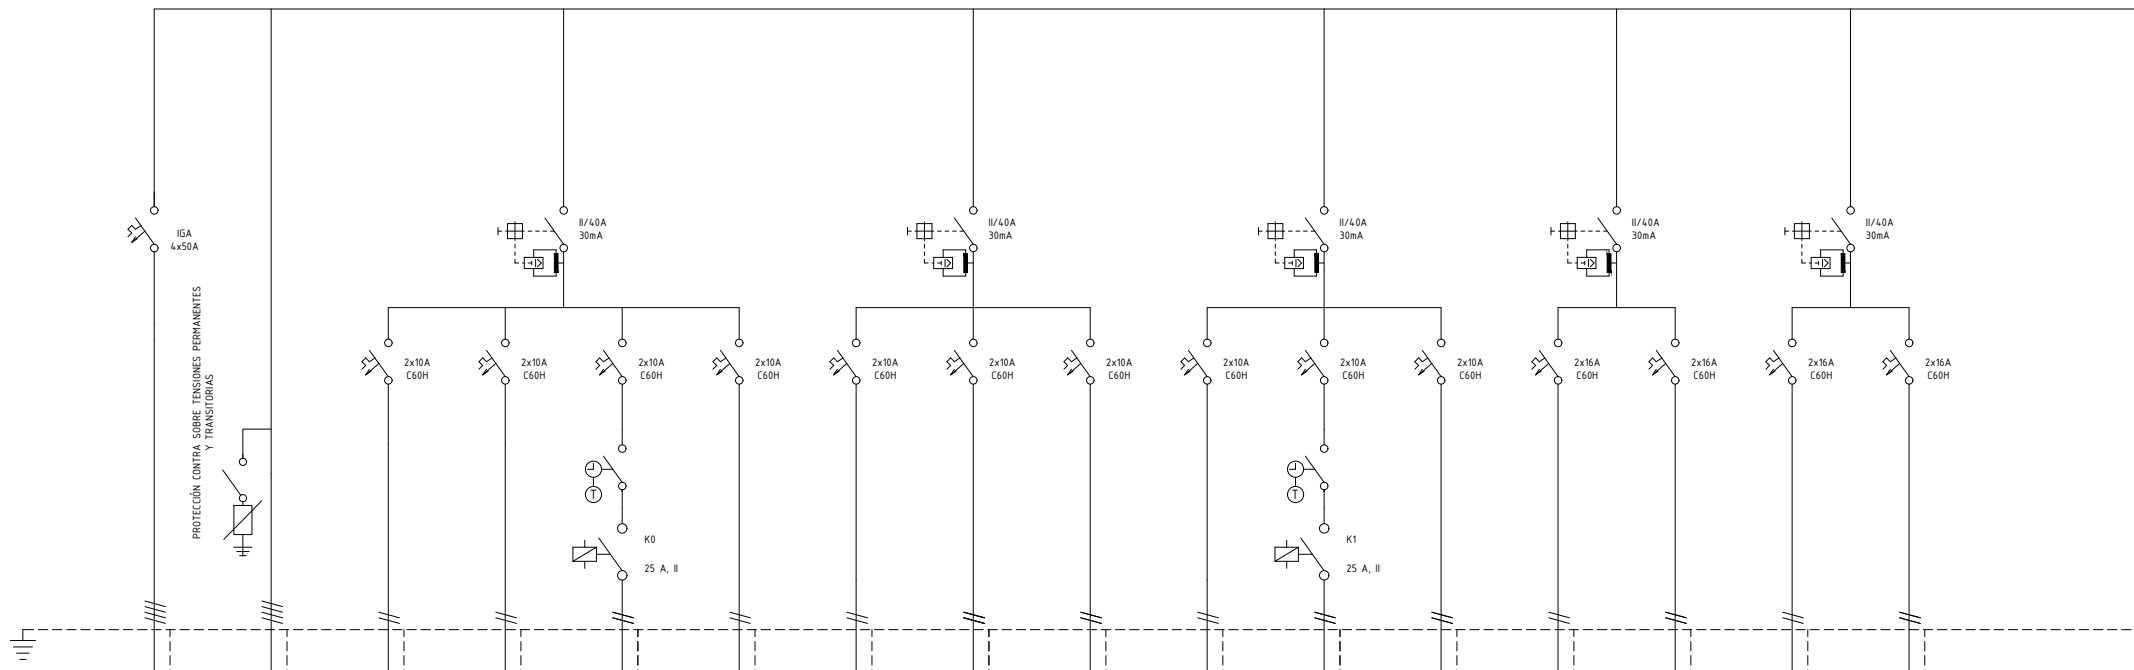 II/40A
30mA
II/40A
30mA
II/40A
30mA
II/40A
30mA
II/40A
30mA
IGA
4x50A
PROTECCIÓN CONTRA SOBRE TENSIONES PERMANENTES
Y TRANSITORIAS
2x10A
C60H
2x10A
C60H
2x10A
C60H
2x10A
C60H
2x10A
C60H
2x10A
C60H
2x10A
C60H
2x10A
C60H
2x10A
C60H
2x10A
C60H
2x16A
C60H
2x16A
C60H
2x16A
C60H
2x16A
C60H
T
T
K0
25 A, II
K1
25 A, II